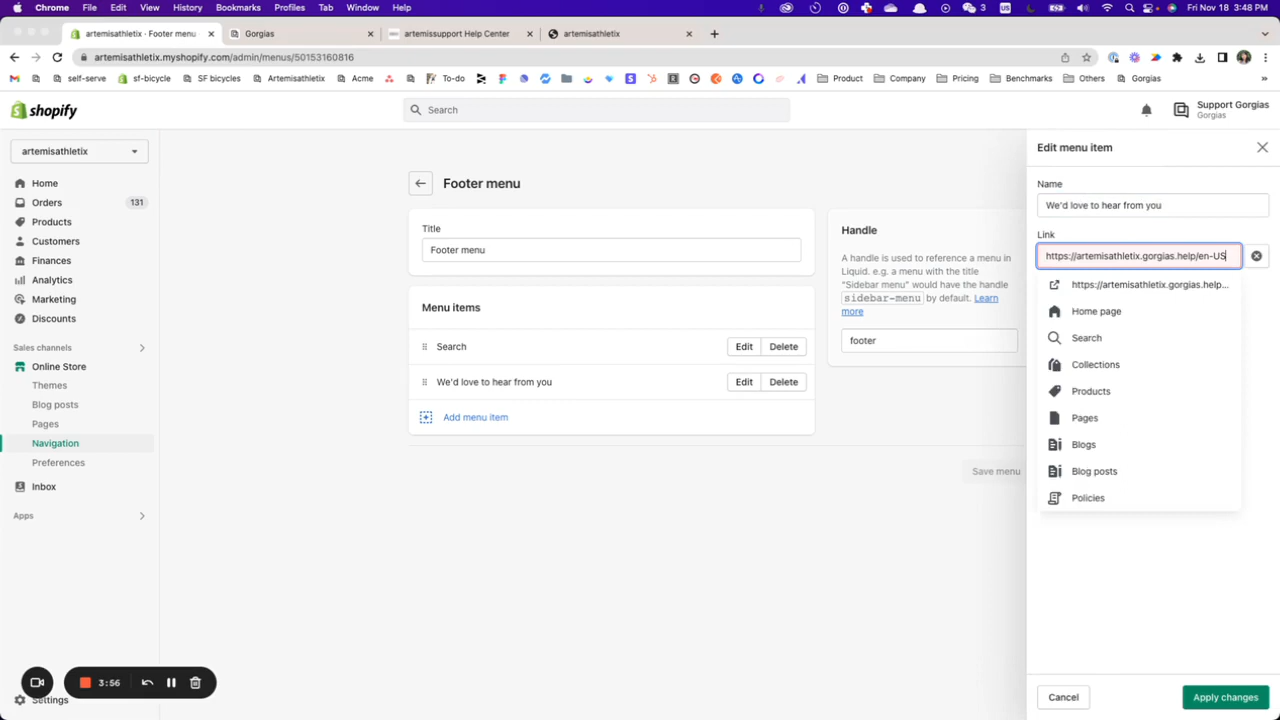 Chrome File Edit View History Bookmarks Profiles Tab Window Help
3 US Fri Nov 18 3:48 PM
artemisathletix - Footer menu
Gorgias
artemissupport Help Center
artemisathletix
artemisathletix.myshopify.com/admin/menus/50153160816
self-serve sf-bicycle SF bicycles Artemisathletix Acme To-do Product Company Pricing Benchmarks Others Gorgias
shopify
Search
Support Gorgias
Gorgias
artemisathletix
Home
Orders 131
Products
Customers
Finances
Analytics
Marketing
Discounts
Sales channels
Online Store
Themes
Blog posts
Pages
Navigation
Preferences
Inbox
Apps
Settings
3:56
Footer menu
Title
Footer menu
Menu items
Search Edit Delete
We'd love to hear from you Edit Delete
Add menu item
Handle
A handle is used to reference a menu in
Liquid. e.g. a menu with the title
"Sidebar menu" would have the handle
sidebar-menu by default. Learn
more
footer
Save menu
Edit menu item
Name
We'd love to hear from you
Link
https://artemisathletix.gorgias.help/en-US
https://artemisathletix.gorgias.help...
Home page
Search
Collections
Products
Pages
Blogs
Blog posts
Policies
Cancel
Apply changes